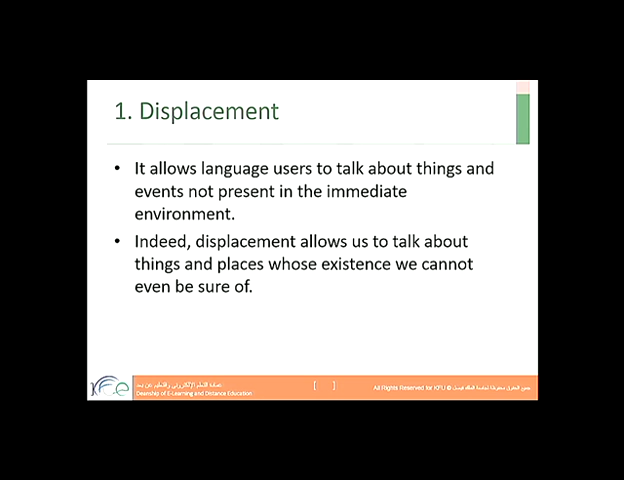 1. Displacement
• It allows language users to talk about things and
events not present in the immediate
environment.
• Indeed, displacement allows us to talk about
things and places whose existence we cannot
even be sure of.
عمادة التعلم الإلكتروني والتعليم عن بعد
Deanship of E-Learning and Distance Education
[ ]
All Rights Reserved for KFU © جميع الحقوق محفوظة لجامعة الملك فيصل